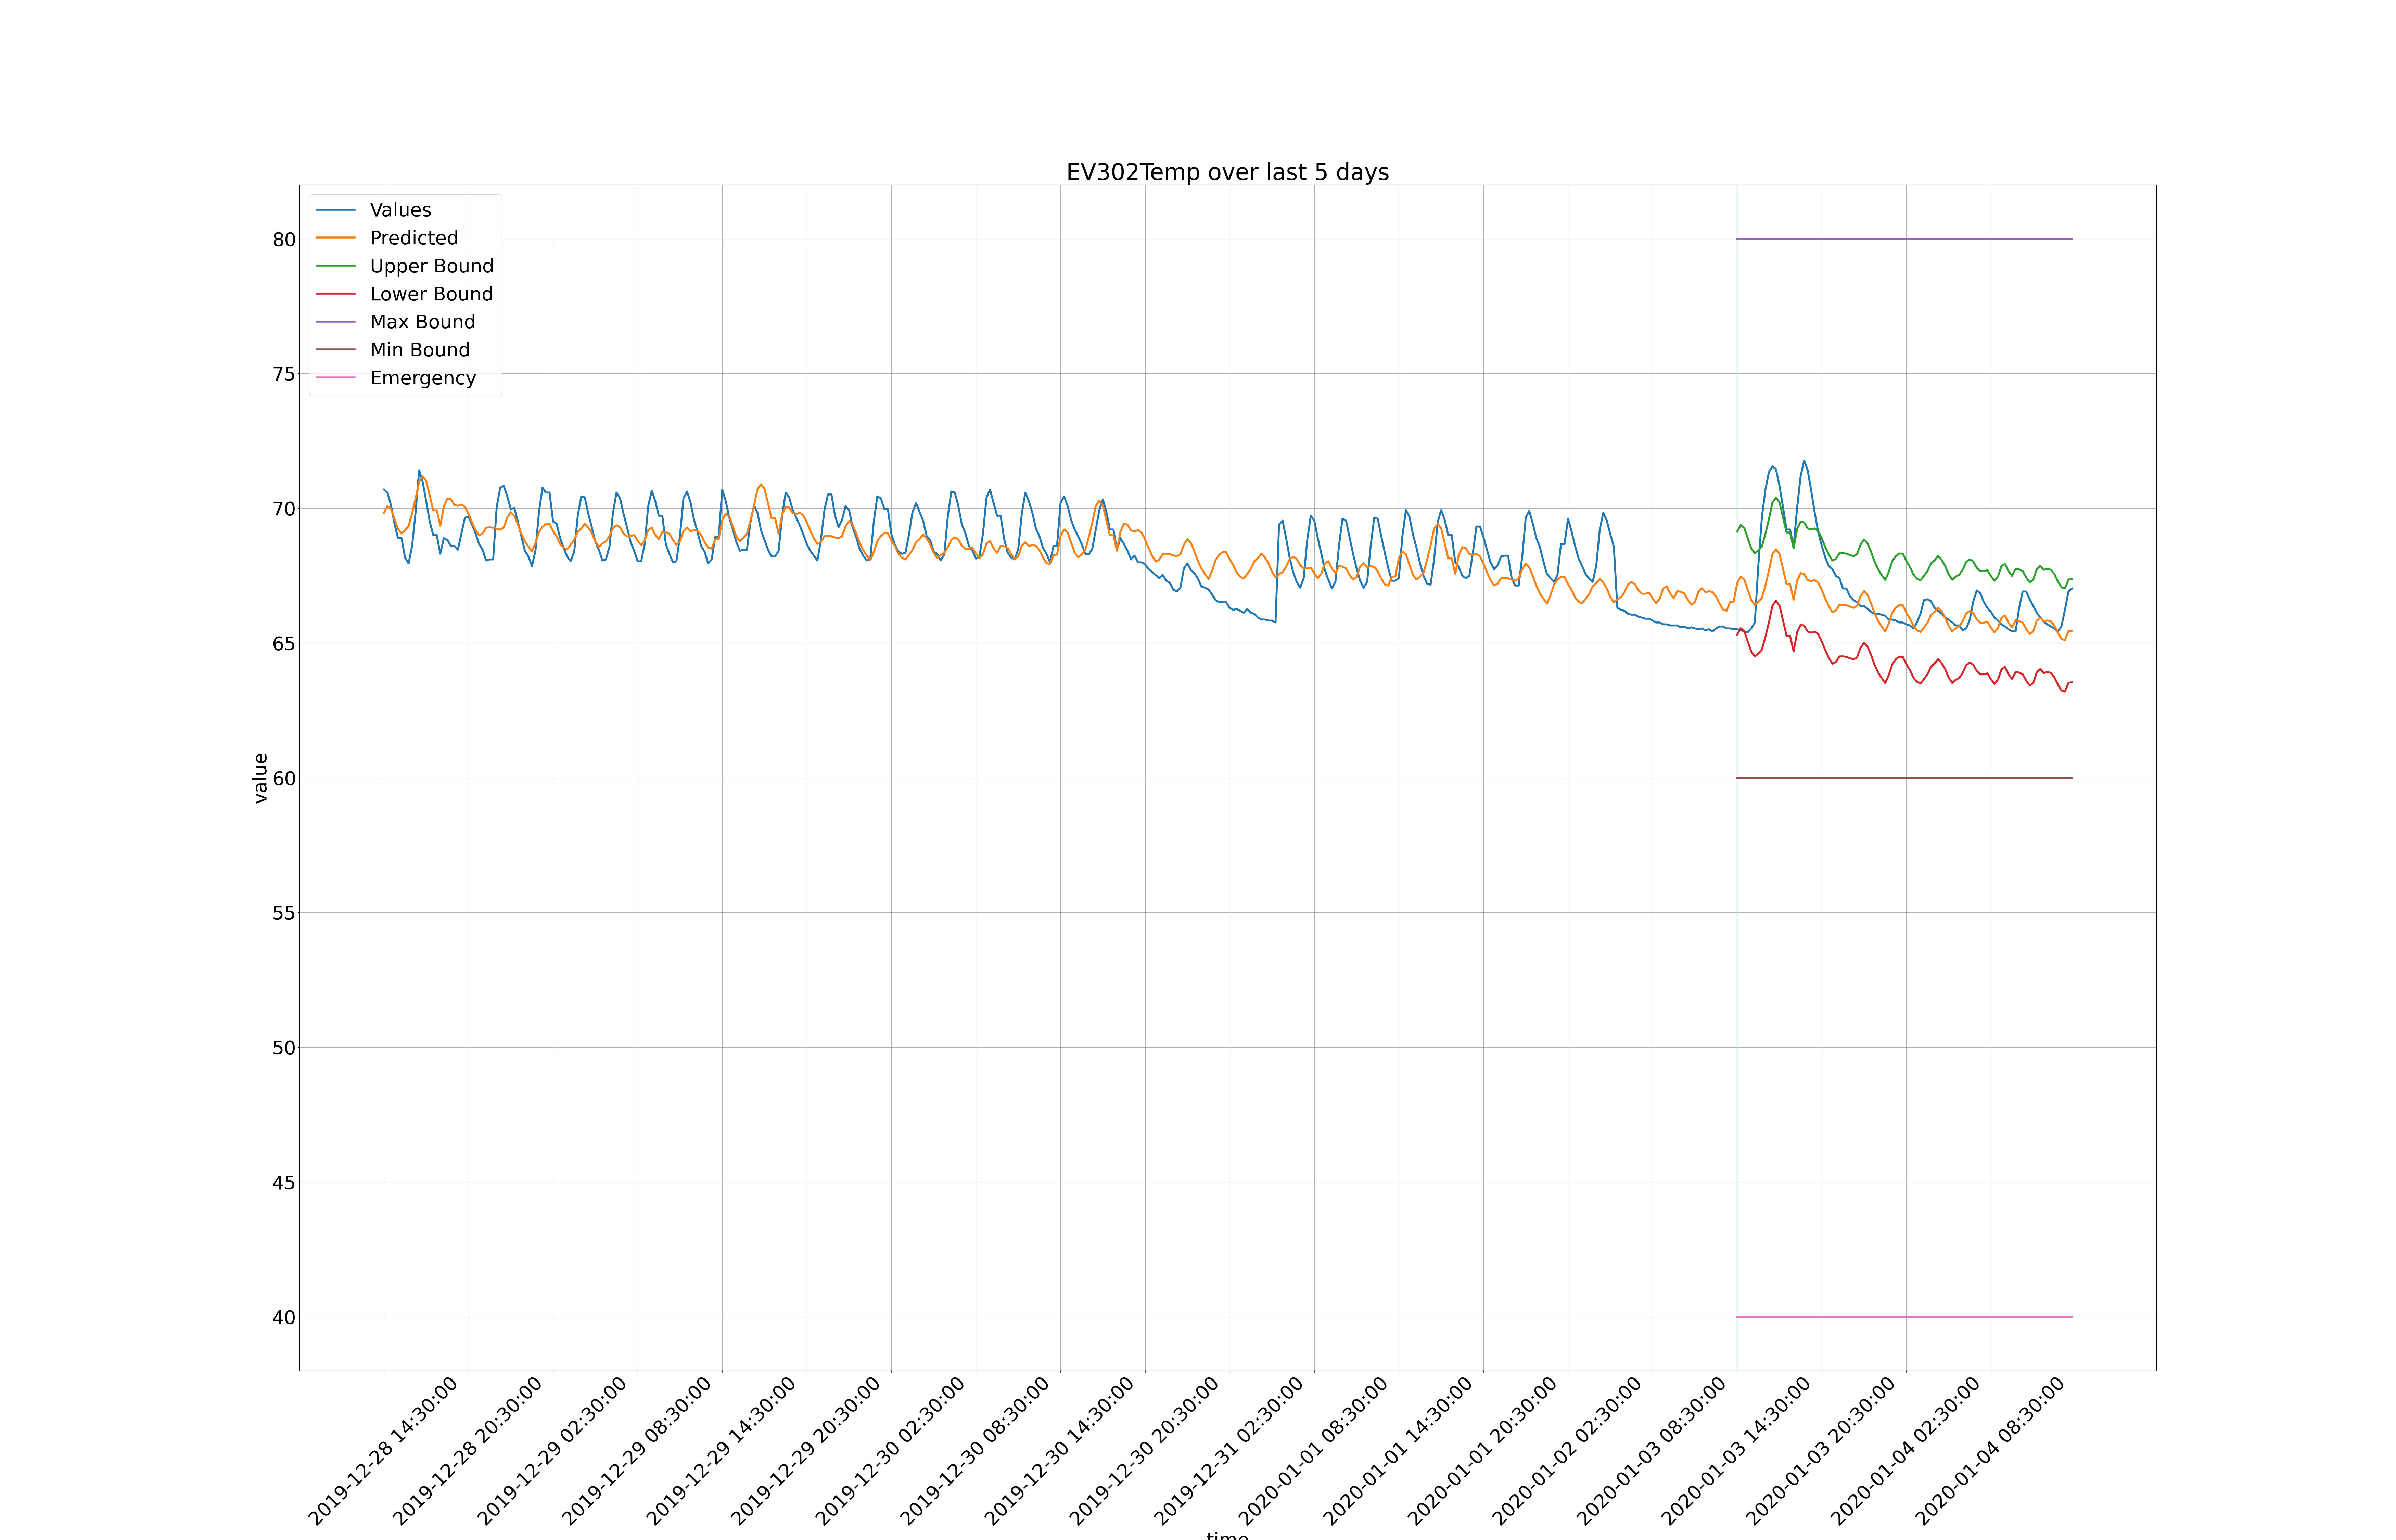 EV302Temp over last 5 days
Values
Predicted
Upper Bound
Lower Bound
Max Bound
Min Bound
Emergency
80
75
70
65
60
55
50
45
40
value
2019-12-28 14:30:00
2019-12-28 20:30:00
2019-12-29 02:30:00
2019-12-29 08:30:00
2019-12-29 14:30:00
2019-12-29 20:30:00
2019-12-30 02:30:00
2019-12-30 08:30:00
2019-12-30 14:30:00
2019-12-30 20:30:00
2019-12-31 02:30:00
2020-01-01 08:30:00
2020-01-01 14:30:00
2020-01-01 20:30:00
2020-01-02 02:30:00
2020-01-03 08:30:00
2020-01-03 14:30:00
2020-01-03 20:30:00
2020-01-04 02:30:00
2020-01-04 08:30:00
time